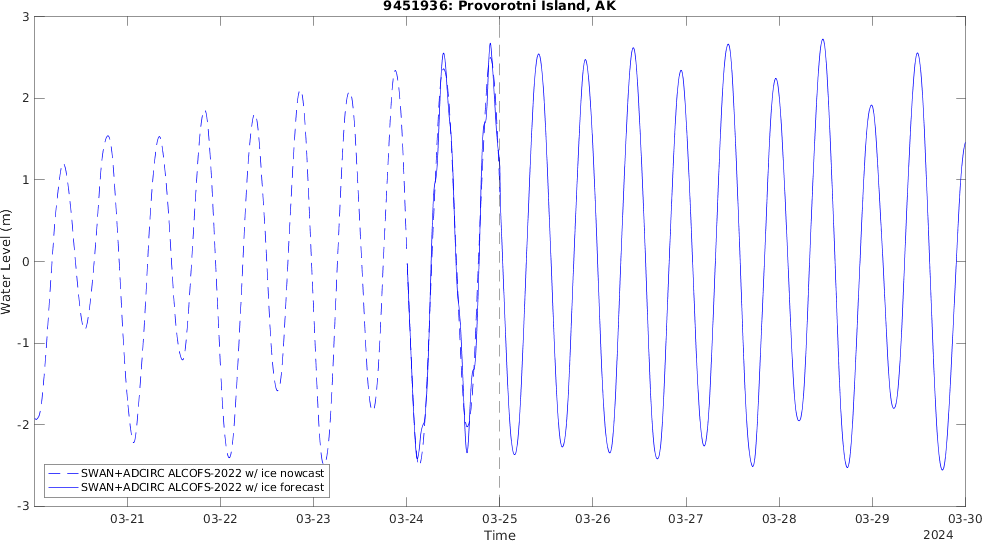 9451936: Provorotni Island, AK
3
2
1
0
-1
-2
-3
Water Level (m)
SWAN+ADCIRC ALCOFS-2022 w/ ice nowcast
SWAN+ADCIRC ALCOFS-2022 w/ ice forecast
03-21 03-22 03-23 03-24 03-25 03-26 03-27 03-28 03-29 03-30
Time
2024